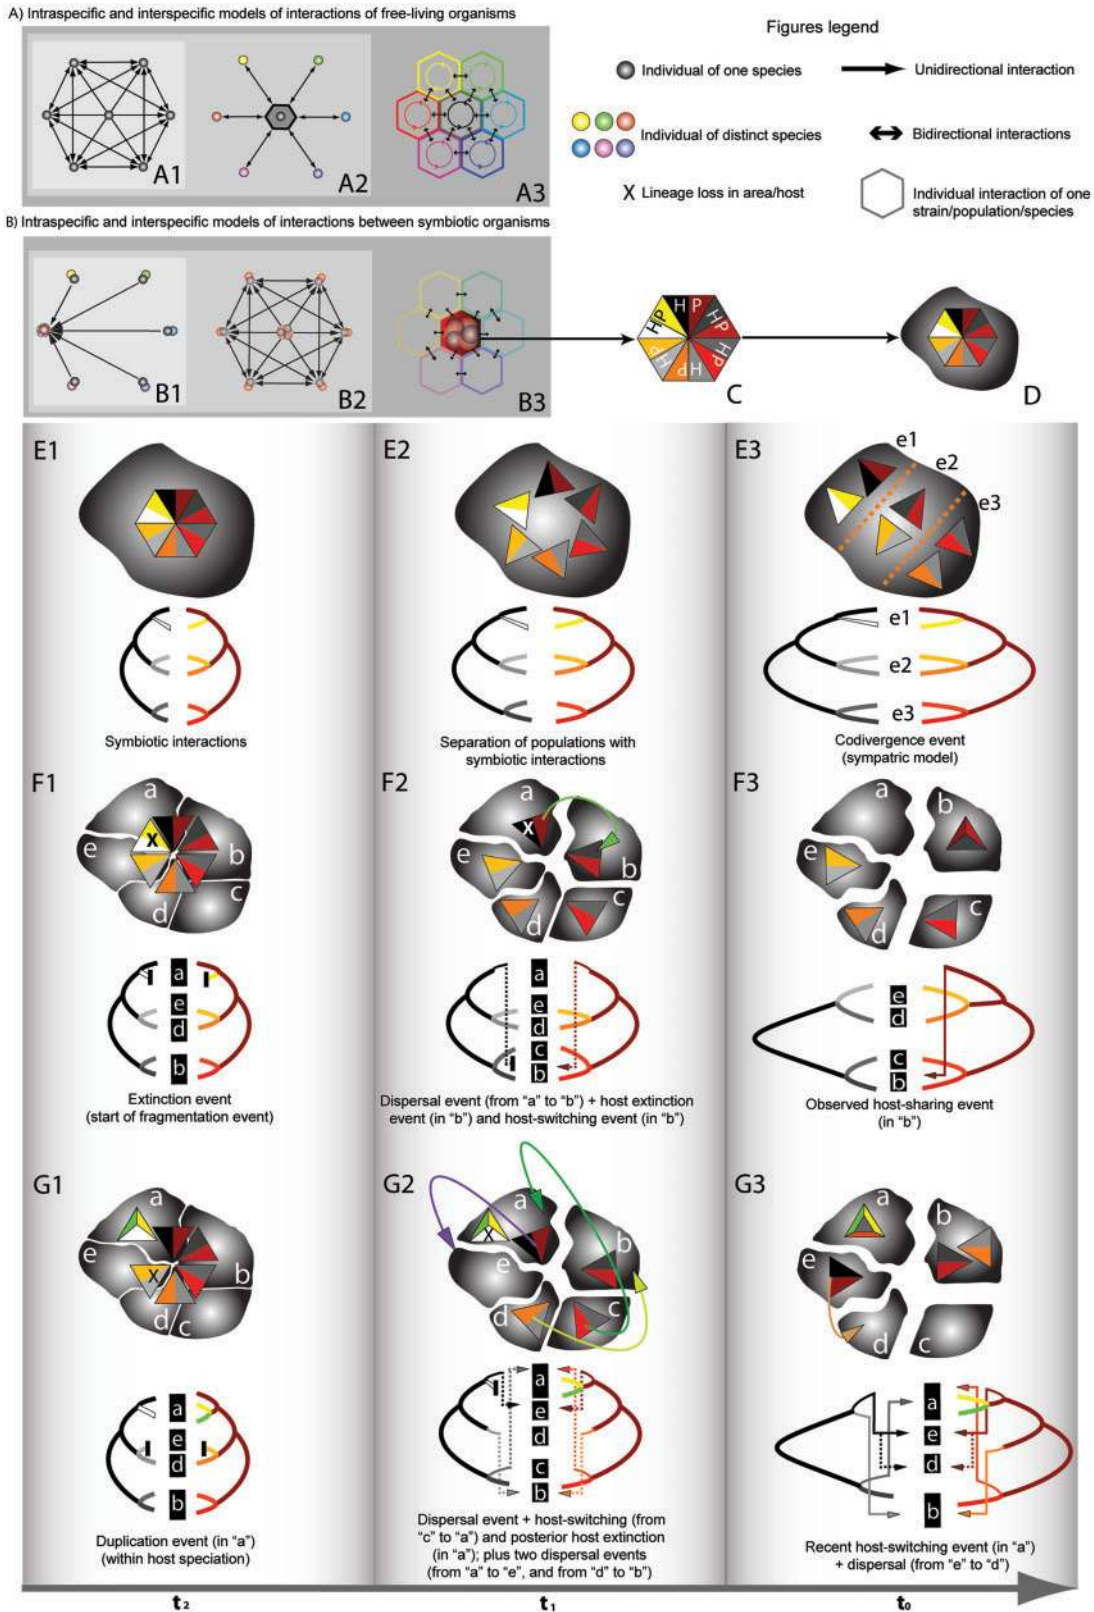 A) Intraspecific and interspecific models of interactions of free-living organisms
A1
A2
A3
Figures legend
Individual of one species
Unidirectional interaction
Individual of distinct species
Bidirectional interactions
X Lineage loss in area/host
Individual interaction of one
strain/population/species
B) Intraspecific and interspecific models of interactions between symbiotic organisms
B1
B2
B3
H P
H P
H P
H P
H P
H P
C
D
E1
E2
E3
e1
e2
e3
e1
e2
e3
Symbiotic interactions
Separation of populations with
symbiotic interactions
Codivergence event
(sympatric model)
F1
a
X
e
b
c
d
a
e
d
b
Extinction event
(start of fragmentation event)
F2
a
X
e
b
d
c
a
e
d
c
b
Dispersal event (from “a” to “b”) + host extinction
event (in “b”) and host-switching event (in “b”)
F3
a
b
e
c
d
e
d
c
b
Observed host-sharing event
(in “b”)
G1
a
e
X
b
d
c
a
e
d
b
Duplication event (in “a”)
(within host speciation)
G2
a
X
b
e
d
c
a
e
d
c
b
Dispersal event + host-switching (from
“c” to “a”) and posterior host extinction
(in “a”); plus two dispersal events
(from “a” to “e”, and from “d” to “b”)
G3
a
b
e
d
c
a
e
d
b
Recent host-switching event (in “a”)
+ dispersal (from “e” to “d”)
t2
t1
t0